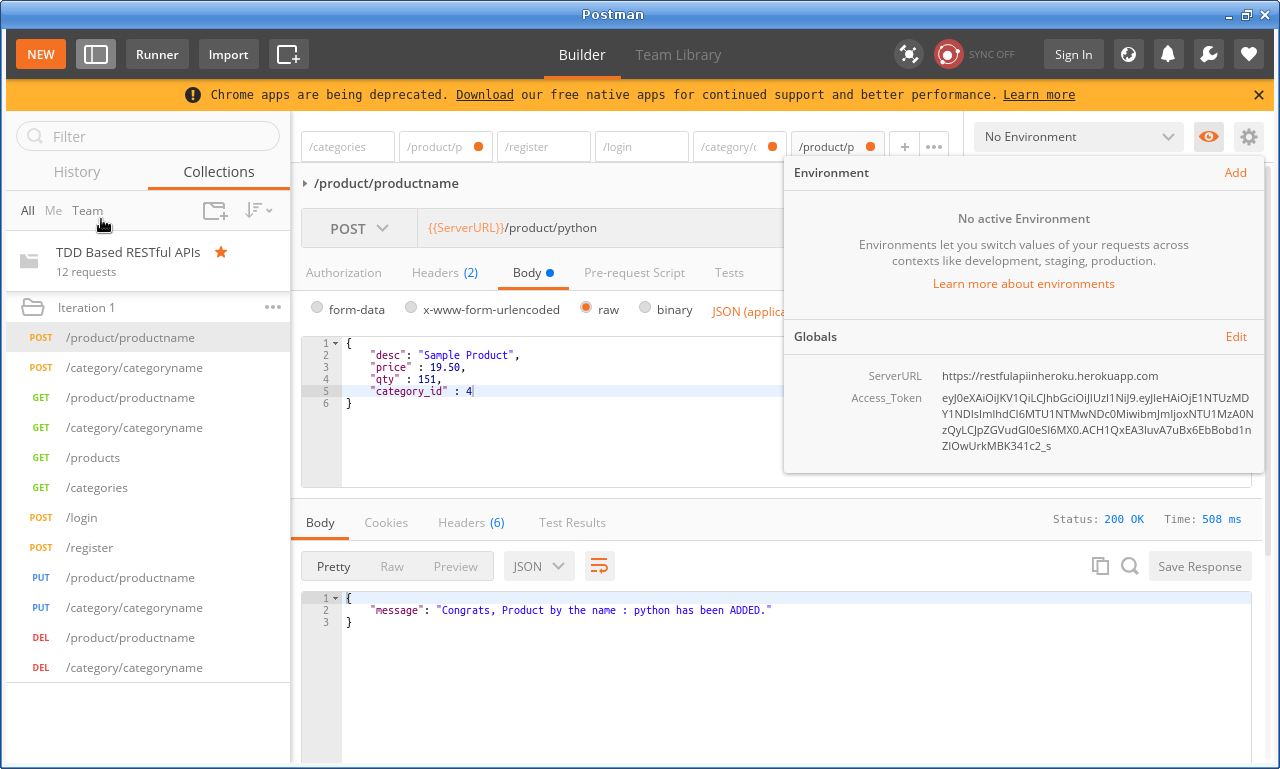 Postman
NEW
Runner
Import
Builder
Team Library
SYNC OFF
Sign In
Chrome apps are being deprecated. Download our free native apps for continued support and better performance. Learn more
Filter
History
Collections
All Me Team
TDD Based RESTful APIs
12 requests
Iteration 1
POST /product/productname
POST /category/categoryname
GET /product/productname
GET /category/categoryname
GET /products
GET /categories
POST /login
POST /register
PUT /product/productname
PUT /category/categoryname
DEL /product/productname
DEL /category/categoryname
/categories
/product/p
/register
/login
/category/c
/product/p
No Environment
/product/productname
POST
{{ServerURL}}/product/python
Authorization
Headers (2)
Body
Pre-request Script
Tests
form-data
x-www-form-urlencoded
raw
binary
JSON (applica
1 {
2 "desc": "Sample Product",
3 "price" : 19.50,
4 "qty" : 151,
5 "category_id" : 4
6 }
Environment
Add
No active Environment
Environments let you switch values of your requests across
contexts like development, staging, production.
Learn more about environments
Globals
Edit
ServerURL https://restfulapiinheroku.herokuapp.com
Access_Token
Body
Cookies
Headers (6)
Test Results
Status: 200 OK Time: 508 ms
Pretty
Raw
Preview
JSON
Save Response
1 {
2 "message": "Congrats, Product by the name : python has been ADDED."
3 }